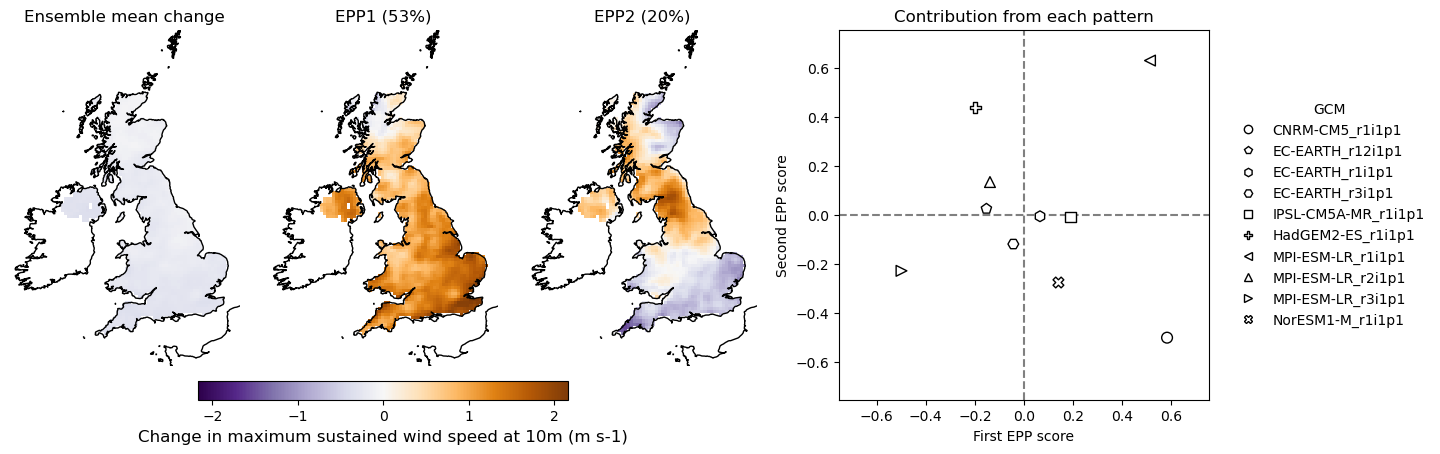 Ensemble mean change
EPP1 (53%)
EPP2 (20%)
−2
−1
0
1
2
Change in maximum sustained wind speed at 10m (m s-1)
Contribution from each pattern
Second EPP score
0.6
0.4
0.2
0.0
−0.2
−0.4
−0.6
−0.6
−0.4
−0.2
0.0
0.2
0.4
0.6
First EPP score
GCM
CNRM-CM5_r1i1p1
EC-EARTH_r12i1p1
EC-EARTH_r1i1p1
EC-EARTH_r3i1p1
IPSL-CM5A-MR_r1i1p1
HadGEM2-ES_r1i1p1
MPI-ESM-LR_r1i1p1
MPI-ESM-LR_r2i1p1
MPI-ESM-LR_r3i1p1
NorESM1-M_r1i1p1